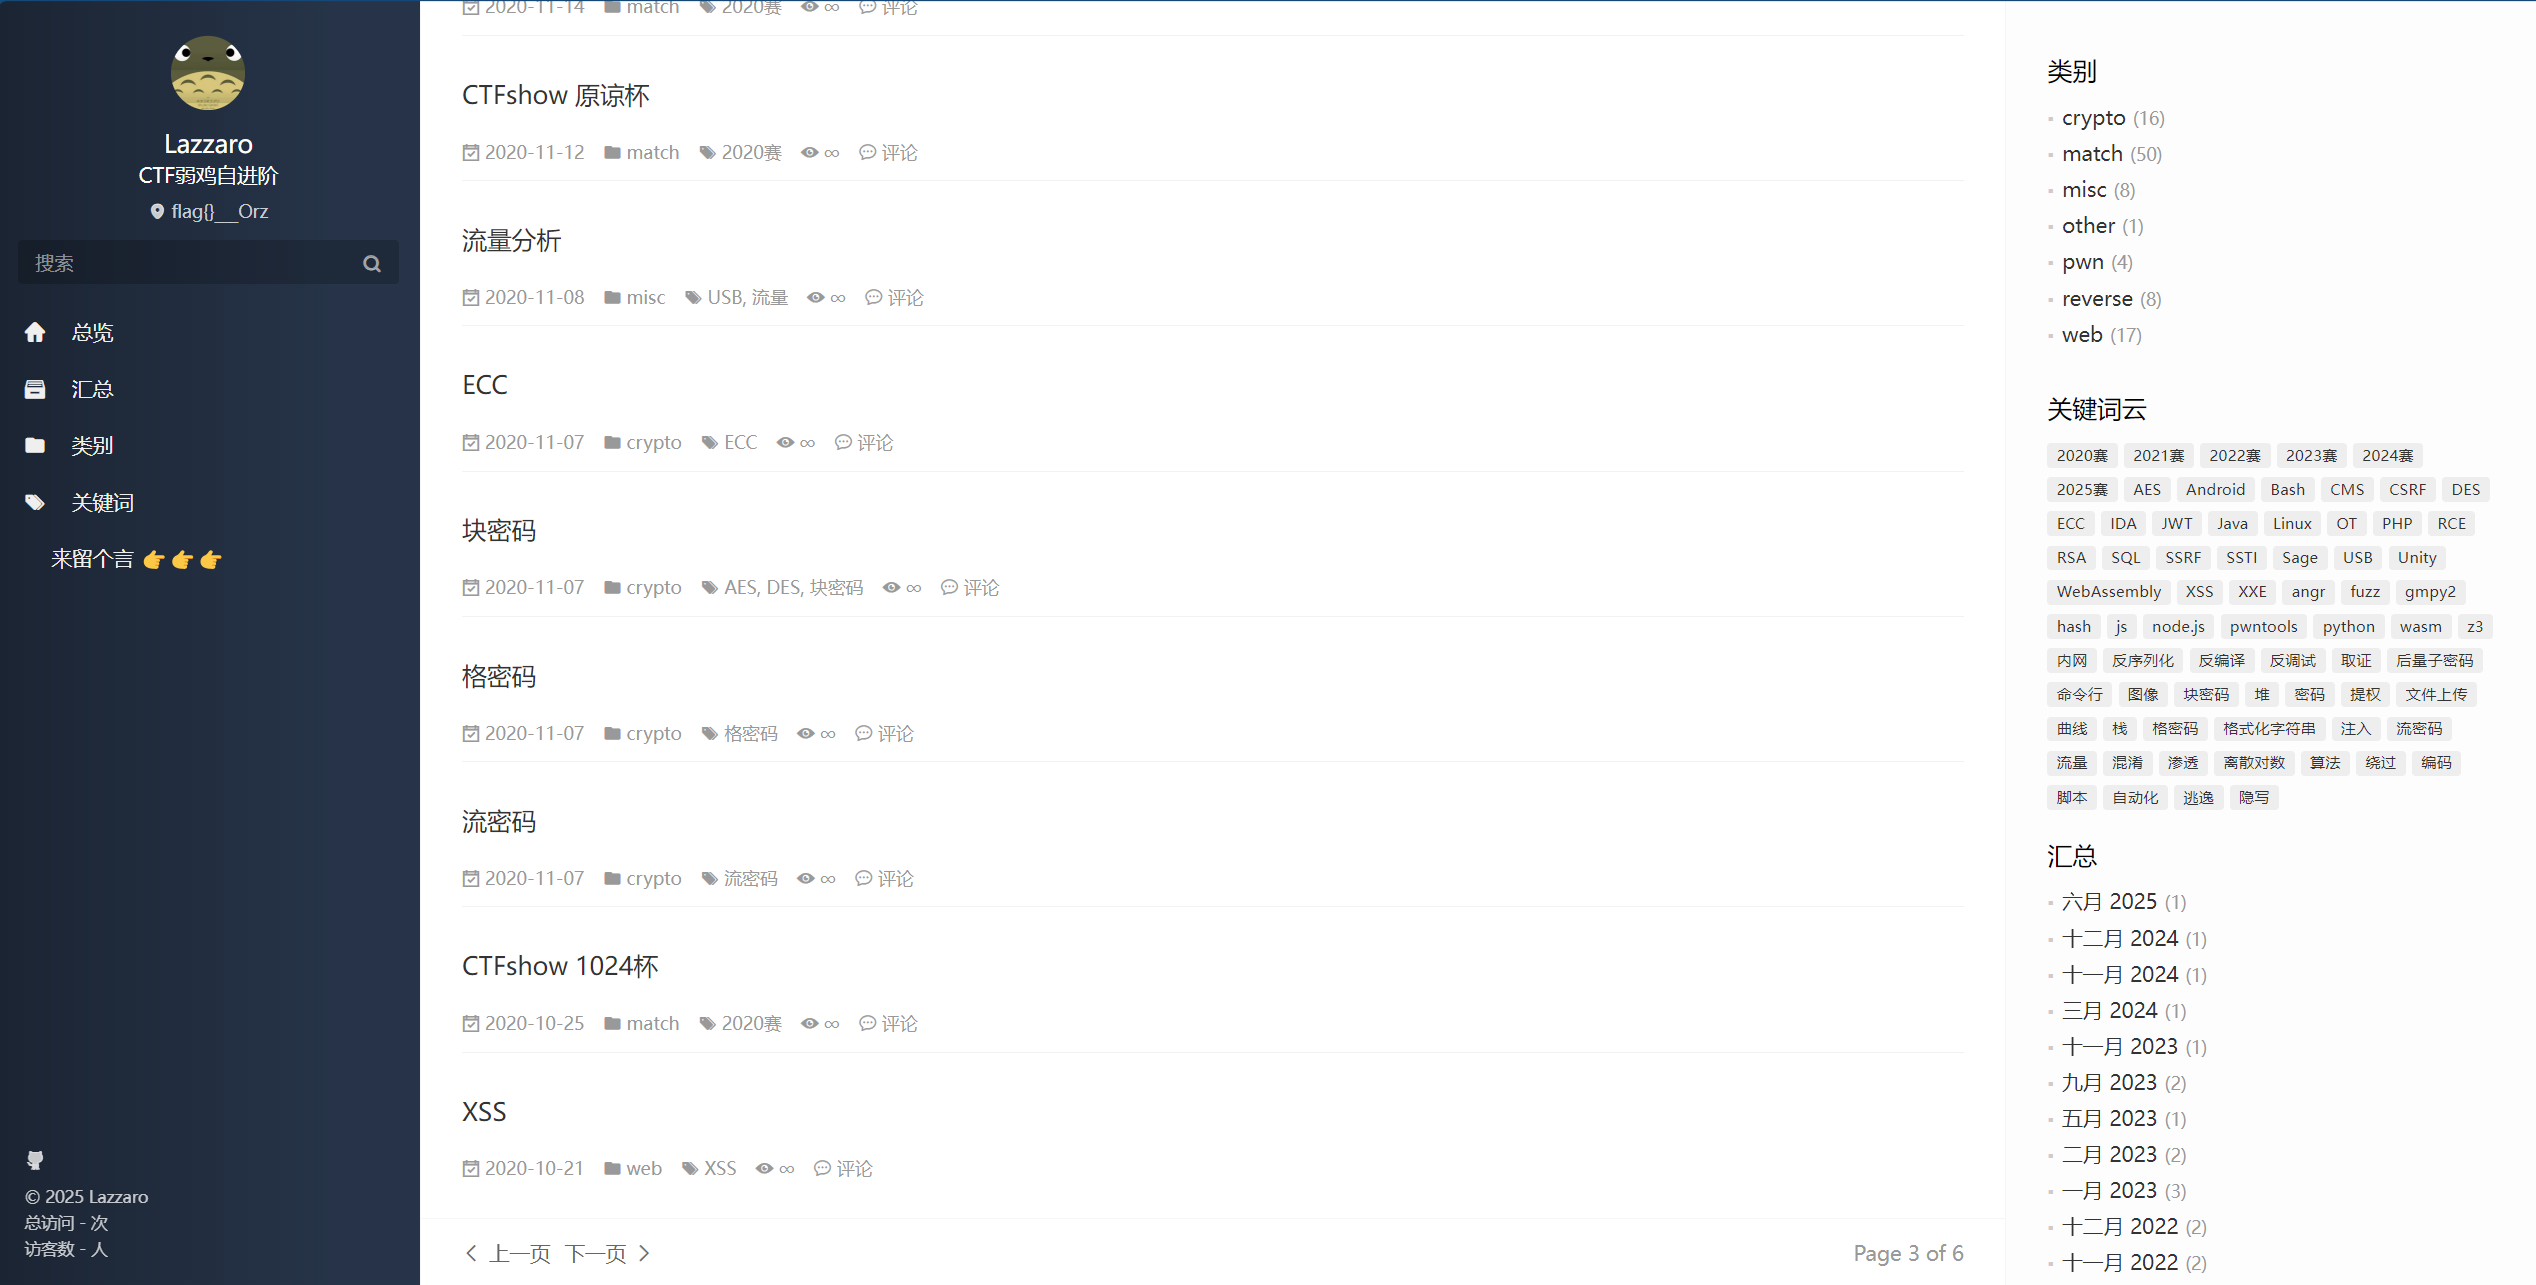 Lazzaro
CTF弱鸡自进阶
flag{}__Orz
搜索
总览
汇总
类别
关键词
来留个言 👉👉👉
© 2025 Lazzaro
总访问 - 次
访客数 - 人
2020-11-14 match 2020赛 ∞ 评论
CTFshow 原谅杯
2020-11-12 match 2020赛 ∞ 评论
流量分析
2020-11-08 misc USB, 流量 ∞ 评论
ECC
2020-11-07 crypto ECC ∞ 评论
块密码
2020-11-07 crypto AES, DES, 块密码 ∞ 评论
格密码
2020-11-07 crypto 格密码 ∞ 评论
流密码
2020-11-07 crypto 流密码 ∞ 评论
CTFshow 1024杯
2020-10-25 match 2020赛 ∞ 评论
XSS
2020-10-21 web XSS ∞ 评论
上一页 下一页 Page 3 of 6
类别
crypto (16)
match (50)
misc (8)
other (1)
pwn (4)
reverse (8)
web (17)
关键词云
2020赛 2021赛 2022赛 2023赛 2024赛
2025赛 AES Android Bash CMS CSRF DES
ECC IDA JWT Java Linux OT PHP RCE
RSA SQL SSRF SSTI Sage USB Unity
WebAssembly XSS XXE angr fuzz gmpy2
hash js node.js pwntools python wasm z3
内网 反序列化 反编译 反调试 取证 后量子密码
命令行 图像 块密码 堆 密码 提权 文件上传
曲线 栈 格密码 格式化字符串 注入 流密码
流量 混淆 渗透 离散对数 算法 绕过 编码
脚本 自动化 逃逸 隐写
汇总
六月 2025 (1)
十二月 2024 (1)
十一月 2024 (1)
三月 2024 (1)
十一月 2023 (1)
九月 2023 (2)
五月 2023 (1)
二月 2023 (2)
一月 2023 (3)
十二月 2022 (2)
十一月 2022 (2)